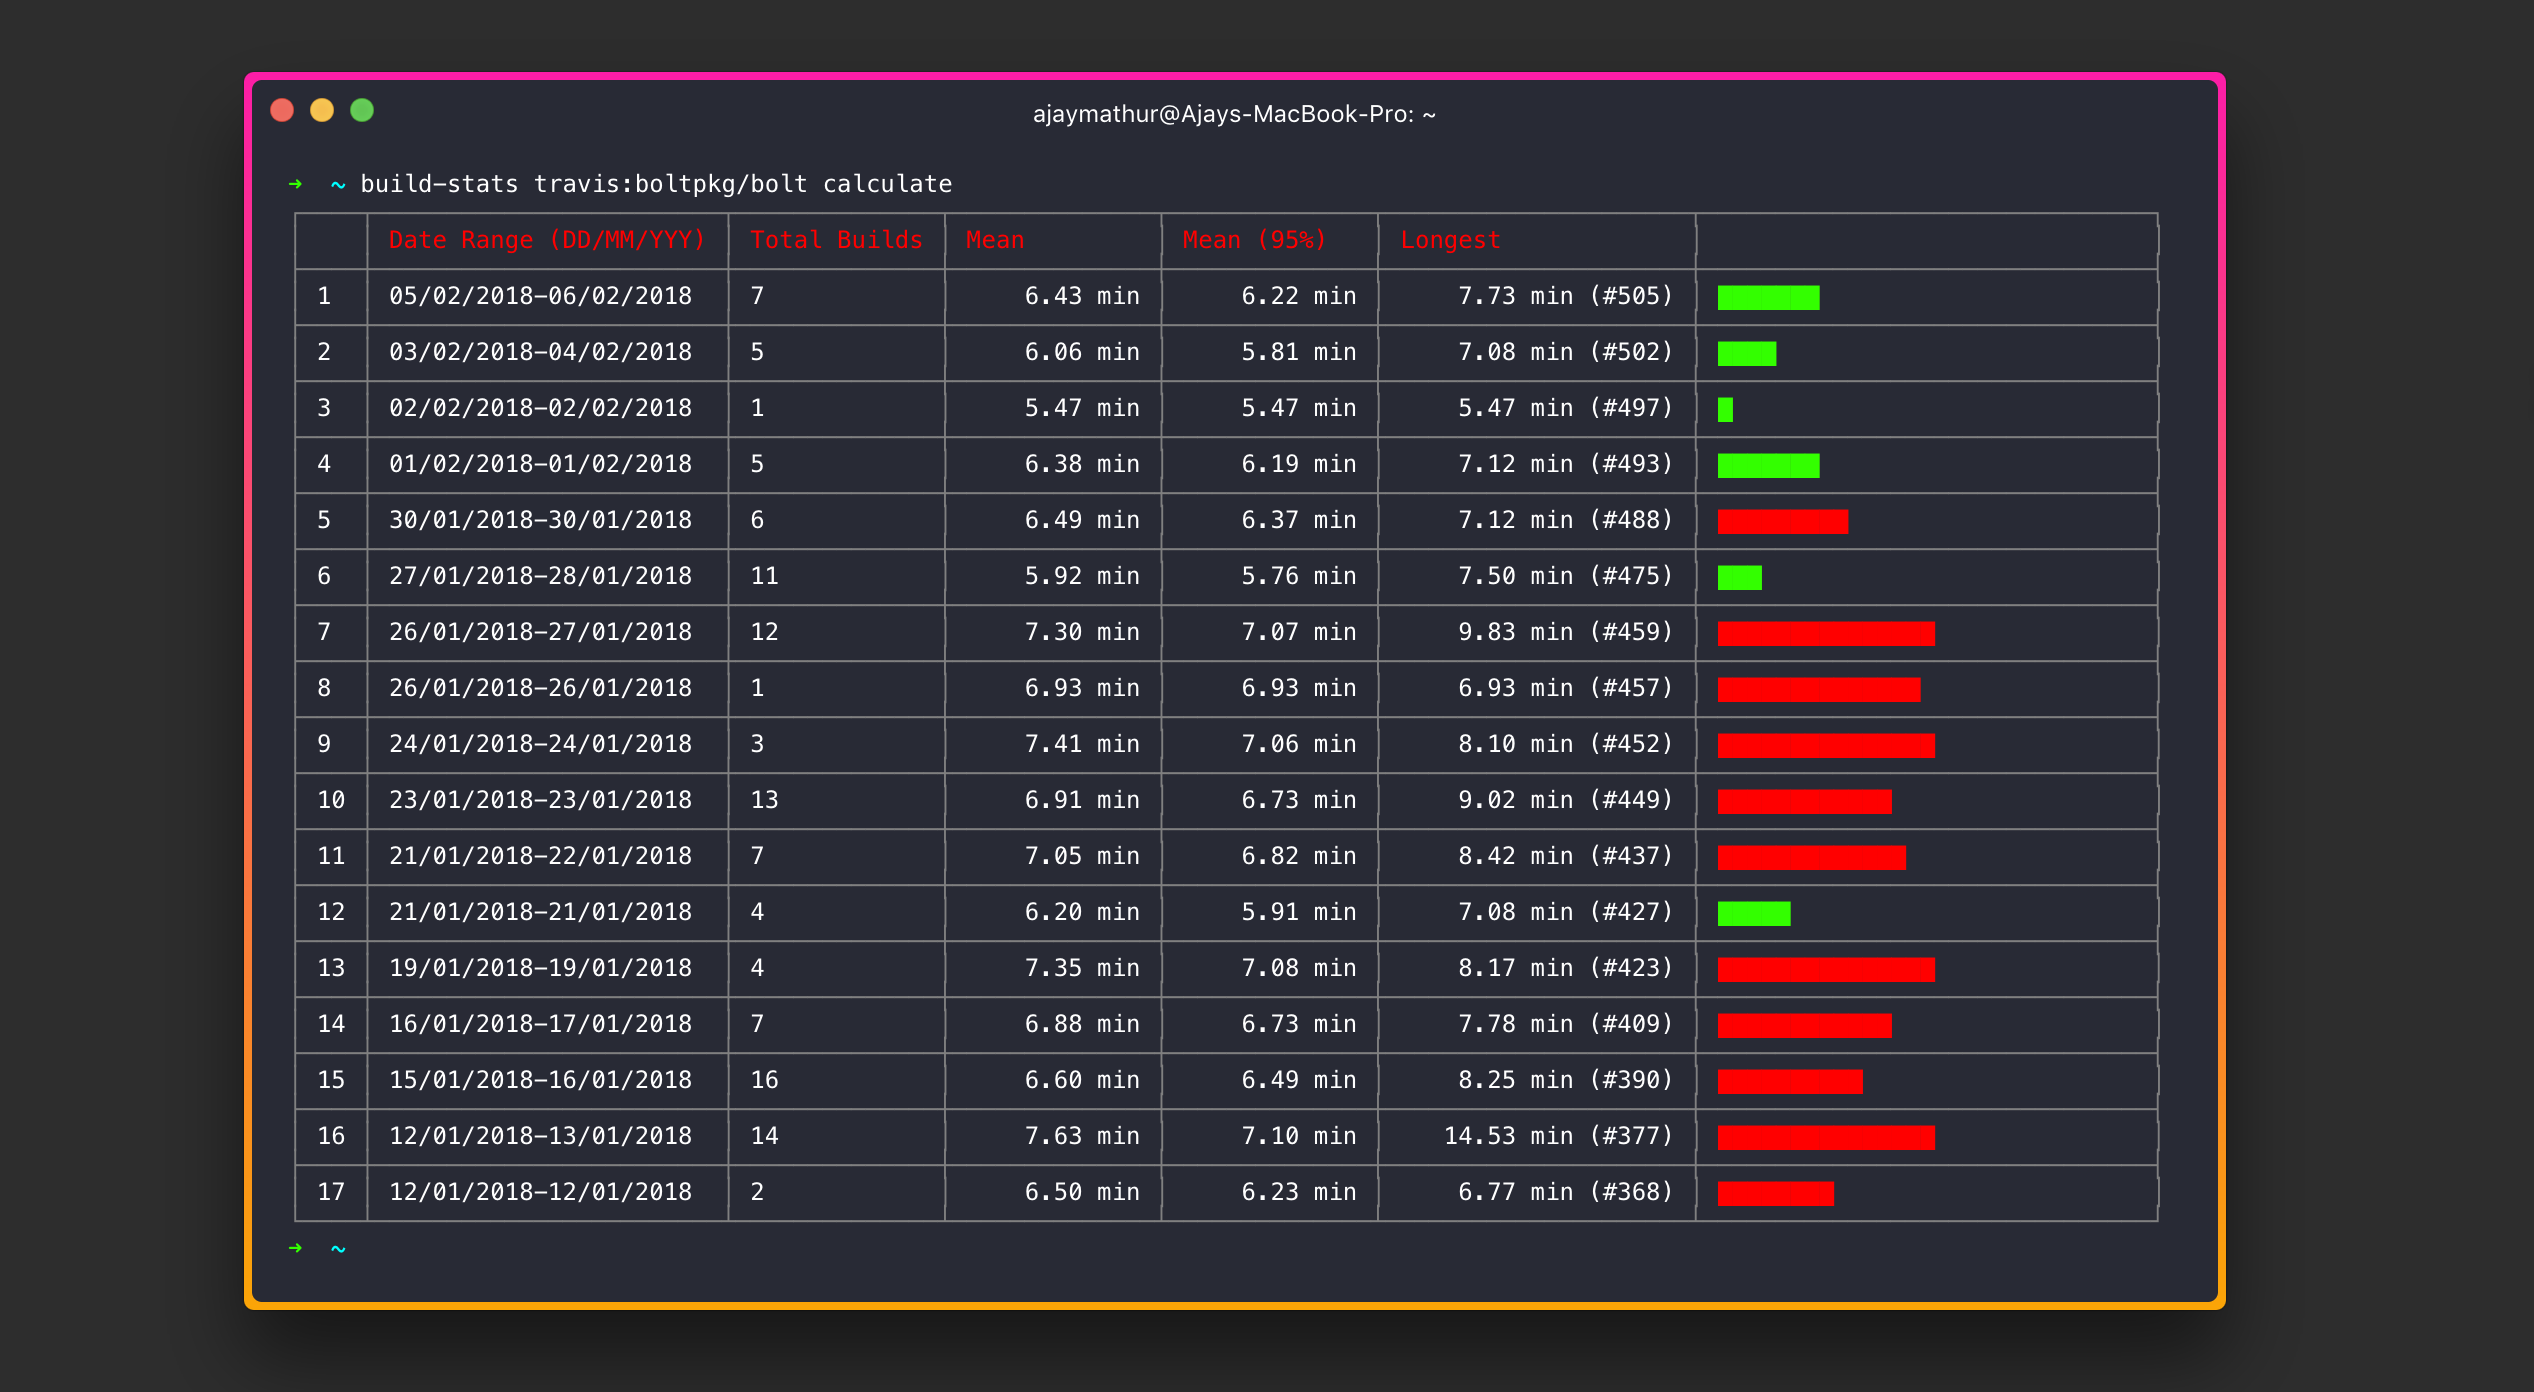 ajaymathur@Ajays-MacBook-Pro: ~
➜ ~ build-stats travis:boltpkg/bolt calculate
Date Range (DD/MM/YYY) Total Builds Mean Mean (95%) Longest
1 05/02/2018-06/02/2018 7 6.43 min 6.22 min 7.73 min (#505)
2 03/02/2018-04/02/2018 5 6.06 min 5.81 min 7.08 min (#502)
3 02/02/2018-02/02/2018 1 5.47 min 5.47 min 5.47 min (#497)
4 01/02/2018-01/02/2018 5 6.38 min 6.19 min 7.12 min (#493)
5 30/01/2018-30/01/2018 6 6.49 min 6.37 min 7.12 min (#488)
6 27/01/2018-28/01/2018 11 5.92 min 5.76 min 7.50 min (#475)
7 26/01/2018-27/01/2018 12 7.30 min 7.07 min 9.83 min (#459)
8 26/01/2018-26/01/2018 1 6.93 min 6.93 min 6.93 min (#457)
9 24/01/2018-24/01/2018 3 7.41 min 7.06 min 8.10 min (#452)
10 23/01/2018-23/01/2018 13 6.91 min 6.73 min 9.02 min (#449)
11 21/01/2018-22/01/2018 7 7.05 min 6.82 min 8.42 min (#437)
12 21/01/2018-21/01/2018 4 6.20 min 5.91 min 7.08 min (#427)
13 19/01/2018-19/01/2018 4 7.35 min 7.08 min 8.17 min (#423)
14 16/01/2018-17/01/2018 7 6.88 min 6.73 min 7.78 min (#409)
15 15/01/2018-16/01/2018 16 6.60 min 6.49 min 8.25 min (#390)
16 12/01/2018-13/01/2018 14 7.63 min 7.10 min 14.53 min (#377)
17 12/01/2018-12/01/2018 2 6.50 min 6.23 min 6.77 min (#368)
➜ ~